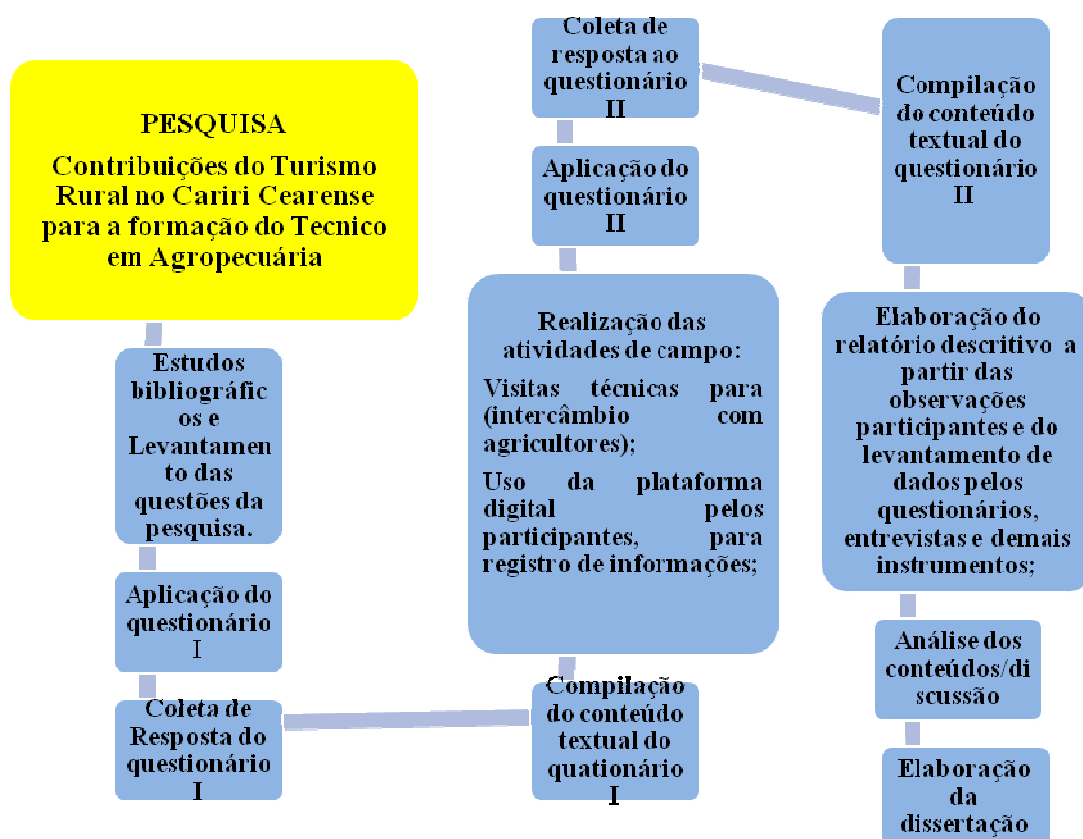 PESQUISA
Contribuições do Turismo
Rural no Cariri Cearense
para a formação do Tecnico
em Agropecuária
Estudos
bibliográfic
os e
Levantamen
to das
questões da
pesquisa.
Aplicação do
questionário
I
Coleta de
Resposta do
questionário
I
Compilação
do conteúdo
textual do
quationário
I
Realização das
atividades de campo:
Visitas técnicas para
(intercâmbio com
agricultores);
Uso da plataforma
digital pelos
participantes, para
registro de informações;
Aplicação do
questionário
II
Coleta de
resposta ao
questionário
II
Compilação
do conteúdo
textual do
questionário
II
Elaboração do
relatório descritivo a
partir das
observações
participantes e do
levantamento de
dados pelos
questionários,
entrevistas e demais
instrumentos;
Análise dos
conteúdos/di
scussão
Elaboração
da
dissertação